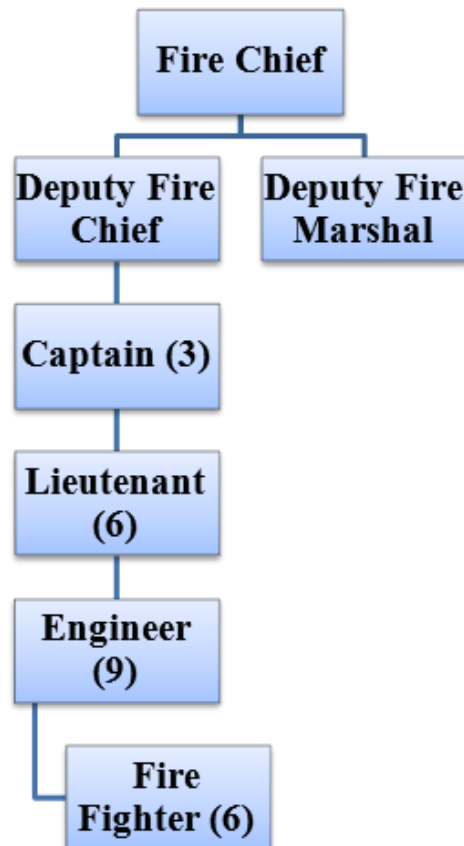 Fire Chief
Deputy Fire
Chief
Deputy Fire
Marshal
Captain (3)
Lieutenant
(6)
Engineer
(9)
Fire
Fighter (6)